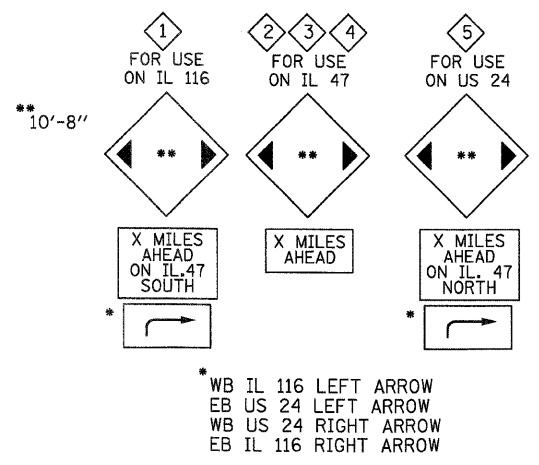 1
FOR USE
ON IL 116
2 3 4
FOR USE
ON IL 47
5
FOR USE
ON US 24
** 10'-8"
**
**
**
X MILES
AHEAD
ON IL.47
SOUTH
*
X MILES
AHEAD
X MILES
AHEAD
ON IL. 47
NORTH
*
* WB IL 116 LEFT ARROW
EB US 24 LEFT ARROW
WB US 24 RIGHT ARROW
EB IL 116 RIGHT ARROW